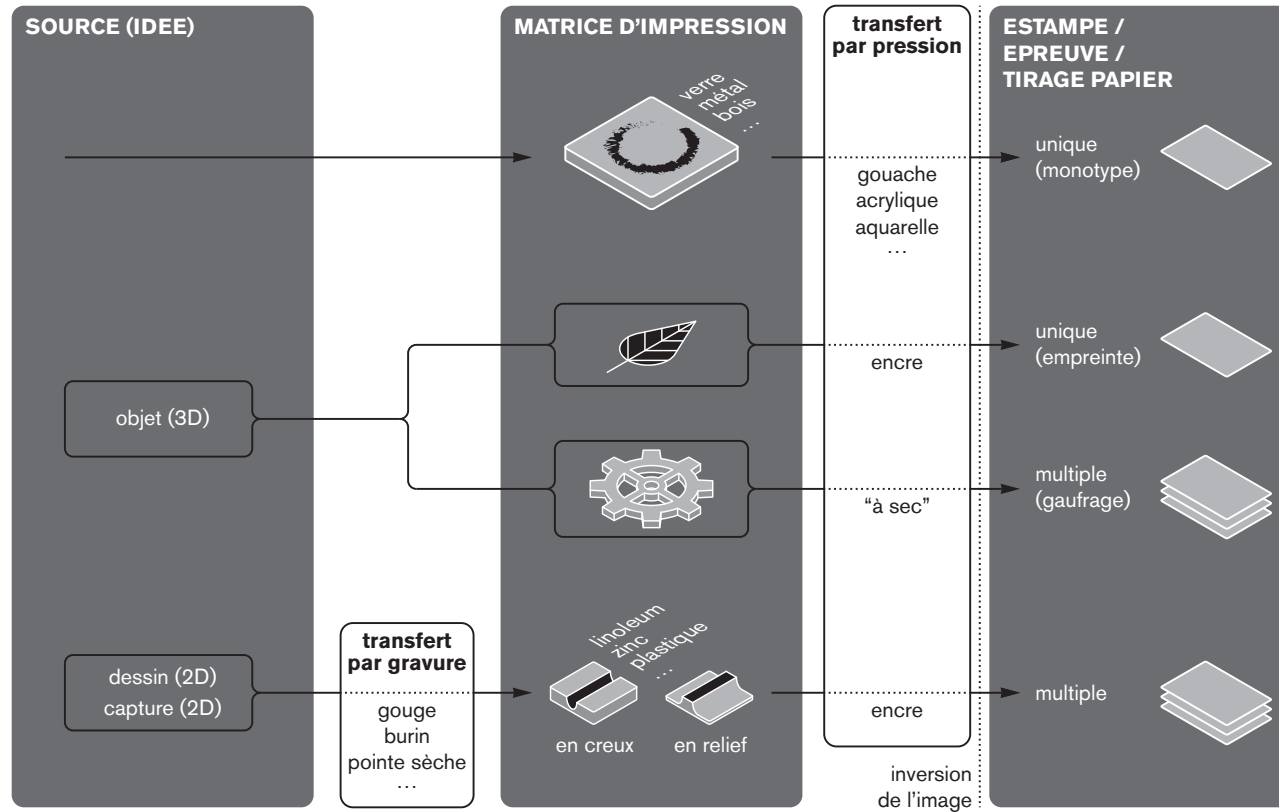 SOURCE (IDEE)
MATRICE D'IMPRESSION
transfert
par pression
ESTAMPE /
EPREUVE /
TIRAGE PAPIER
verre
métal
bois
…
gouache
acrylique
aquarelle
…
unique
(monotype)
objet (3D)
encre
unique
(empreinte)
“à sec”
multiple
(gaufrage)
dessin (2D)
capture (2D)
transfert
par gravure
gouge
burin
pointe sèche
…
linoleum
zinc
plastique
…
en creux
en relief
encre
multiple
inversion
de l'image